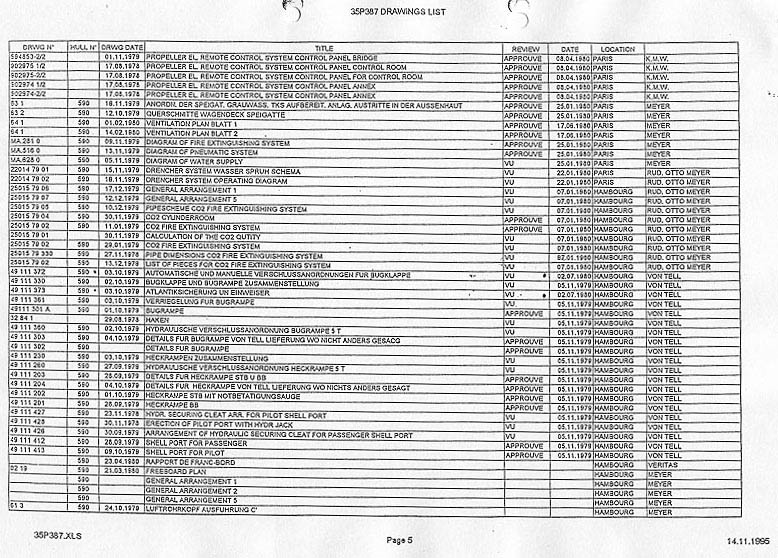 35P387 DRAWINGS LIST
DRWG N° HULL N° DRWG DATE TITLE REVIEW DATE LOCATION
594853-2/2 01.11.1979 PROPELLER EL. REMOTE CONTROL SYSTEM CONTROL PANEL BRIDGE APPROUVE 08.04.1980 PARIS K.M.W.
902975 1/2 17.08.1978 PROPELLER EL. REMOTE CONTROL SYSTEM CONTROL PANEL CONTROL ROOM APPROUVE 08.04.1980 PARIS K.M.W.
902975-2/2 17.08.1978 PROPELLER EL. REMOTE CONTROL SYSTEM CONTROL PANEL FOR CONTROL ROOM APPROUVE 08.04.1980 PARIS K.M.W.
902974 1/2 17.08.1978 PROPELLER EL. REMOTE CONTROL SYSTEM CONTROL PANEL ANNEX APPROUVE 08.04.1980 PARIS K.M.W.
902974-2/2 17.08.1978 PROPELLER EL. REMOTE CONTROL SYSTEM CONTROL PANEL ANNEX APPROUVE 08.04.1980 PARIS K.M.W.
63 1 590 18.11.1979 ANORDN. DER SPEIGAT. GRAUWASS. TKS AUFBEREIT. ANLAG. AUSTRITTE IN DER AUSSENHAUT APPROUVE 25.01.1980 PARIS MEYER
63 2 590 12.10.1979 QUERSCHNITTE WAGENDECK SPEIGATTE APPROUVE 25.01.1980 PARIS MEYER
64 1 590 01.02.1980 VENTILATION PLAN BLATT 1 APPROUVE 17.06.1980 PARIS MEYER
64 1 590 14.02.1980 VENTILATION PLAN BLATT 2 APPROUVE 17.06.1980 PARIS MEYER
MA.281 0 590 09.11.1979 DIAGRAM OF FIRE EXTINGUISHING SYSTEM APPROUVE 25.01.1980 PARIS MEYER
MA.516 0 590 13.11.1979 DIAGRAM OF PNEUMATIC SYSTEM APPROUVE 25.01.1980 PARIS MEYER
MA.628 0 590 05.11.1979 DIAGRAM OF WATER SUPPLY VU 25.01.1980 PARIS MEYER
22014 79 01 590 15.11.1979 DRENCHER SYSTEM WASSER SPRUH SCHEMA VU 22.01.1980 PARIS RUD. OTTO MEYER
22014 79 02 590 16.11.1979 DRENCHER SYSTEM OPERATING DIAGRAM VU 22.01.1980 PARIS RUD. OTTO MEYER
25015 79 06 590 17.12.1979 GENERAL ARRANGEMENT 1 VU 07.01.1980 HAMBOURG RUD. OTTO MEYER
25015 79 07 590 12.12.1979 GENERAL ARRANGEMENT 5 VU 07.01.1980 HAMBOURG RUD. OTTO MEYER
25015 79 05 590 10.12.1979 PIPESCHEME CO2 FIRE EXTINGUISHING SYSTEM VU 07.01.1980 HAMBOURG RUD. OTTO MEYER
25015 79 04 590 30.11.1979 CO2 CYLINDERROOM APPROUVE 07.01.1980 HAMBOURG RUD. OTTO MEYER
25015 79 02 590 11.01.1979 CO2 FIRE EXTINGUISHING SYSTEM APPROUVE 07.01.1980 HAMBOURG RUD. OTTO MEYER
25015 79 01 30.11.1979 CALCULATION OF THE CO2 QUTITY VU 07.01.1980 HAMBOURG RUD. OTTO MEYER
25015 79 02 590 29.01.1979 CO2 FIRE EXTINGUISHING SYSTEM VU 07.01.1980 HAMBOURG RUD. OTTO MEYER
25015 79 330 590 27.11.1978 PIPE DIMENSIONS CO2 FIRE EXTINGUISHING SYSTEM VU 07.01.1980 HAMBOURG RUD. OTTO MEYER
25015 79 02 590 13.12.1979 LIST OF PIECES FOR CO2 FIRE EXTINGUISHING SYSTEM VU 07.01.1980 HAMBOURG RUD. OTTO MEYER
49 111 372 590 * 03.10.1979 AUTOMATISCHE UND MANUELLE VERSCHLUSSANORDNUNGEN FUR BUGKLAPPE VU 02.07.1980 HAMBOURG VON TELL
49 111 330 590 02.10.1979 BUGKLAPPE UND BUGRAMPE ZUSAMMENSTELLUNG VU 05.11.1979 HAMBOURG VON TELL
49 111 373 590 * 03.10.1979 ATLANTIKSICHERUNG UN EINWEISER VU 02.07.1980 HAMBOURG VON TELL
49 111 361 590 03.10.1979 VERRIEGELUNG FUR BUGRAMPE VU 05.11.1979 HAMBOURG VON TELL
49111 301 A 590 01.10.1979 BUGRAMPE APPROUVE 05.11.1979 HAMBOURG VON TELL
32 84 1 29.08.1978 HAKEN VU 05.11.1979 HAMBOURG VON TELL
49 111 360 590 02.10.1979 HYDRAULISCHE VERSCHLUSSANORDNUNG BUGRAMPE 5 T VU 05.11.1979 HAMBOURG VON TELL
49 111 303 590 04.10.1979 DETAILS FUR BUGRAMPE VON TELL LIEFERUNG WO NICHT ANDERS GESAGG APPROUVE 05.11.1979 HAMBOURG VON TELL
49 111 302 590 DETAILS FUR BUGRAMPE APPROUVE 05.11.1979 HAMBOURG VON TELL
49 111 230 590 03.10.1979 HECKRAMPEN ZUSAMMENSTELLUNG VU 05.11.1979 HAMBOURG VON TELL
49 111 260 590 27.09.1979 HYDRAULISCHE VERSCHLUSSANORDNUNG HECKRAMPE 5 T VU 05.11.1979 HAMBOURG VON TELL
49 111 203 590 28.09.1979 DETAILS FUR HECKRAMPE STB U BB APPROUVE 05.11.1979 HAMBOURG VON TELL
49 111 204 590 04.10.1979 DETAILS FUR HECKRAMPE VON TELL LIEFERUNG WO NICHTS ANDERS GESAGT APPROUVE 05.11.1979 HAMBOURG VON TELL
49 111 202 590 01.10.1979 HECKRAMPE STB MIT NOTBETATIGUNGSAUGE APPROUVE 05.11.1979 HAMBOURG VON TELL
49 111 201 590 28.09.1979 HECKRAMPE BB APPROUVE 05.11.1979 HAMBOURG VON TELL
49 111 427 590 23.11.1978 HYDR. SECURING CLEAT ARR. FOR PILOT SHELL PORT VU 05.11.1979 HAMBOURG VON TELL
49 111 428 590 30.11.1978 ERECTION OF PILOT PORT WITH HYDR JACK VU 05.11.1979 HAMBOURG VON TELL
49 111 426 590 30.09.1979 ARRANGEMENT OF HYDRAULIC SECURING CLEAT FOR PASSENGER SHELL PORT VU 05.11.1979 HAMBOURG VON TELL
49 111 412 590 28.09.1979 SHELL PORT FOR PASSENGER APPROUVE 05.11.1979 HAMBOURG VON TELL
49 111 413 590 09.10.1979 SHELL PORT FOR PILOT APPROUVE 05.11.1979 HAMBOURG VON TELL
590 23.04.1980 RAPPORT DE FRANC-BORD HAMBOURG VERITAS
02 19 590 21.03.1980 FREEBOARD PLAN HAMBOURG MEYER
590 GENERAL ARRANGEMENT 1 HAMBOURG MEYER
590 GENERAL ARRANGEMENT 2 HAMBOURG MEYER
590 GENERAL ARRANGEMENT 5 HAMBOURG MEYER
61 3 590 24.10.1979 LUFTROHRKOPF AUSFUHRUNG C' HAMBOURG MEYER
35P387.XLS Page 5 14.11.1995